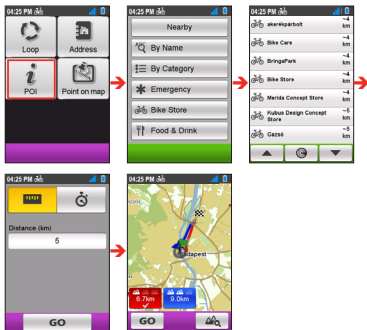 04:25 PM
Loop
Address
POI
Point on map
04:25 PM
Nearby
By Name
By Category
Emergency
Bike Store
Food & Drink
04:25 PM
akerékpárbolt
~4 km
Bike Care
~4 km
BringaPark
~4 km
Bike Store
~4 km
Merida Concept Store
~4 km
Kubus Design Concept Store
~5 km
Gazsó
~5 km
04:25 PM
Distance (km)
5
GO
04:25 PM
udapest
6.7km
9.0km
GO